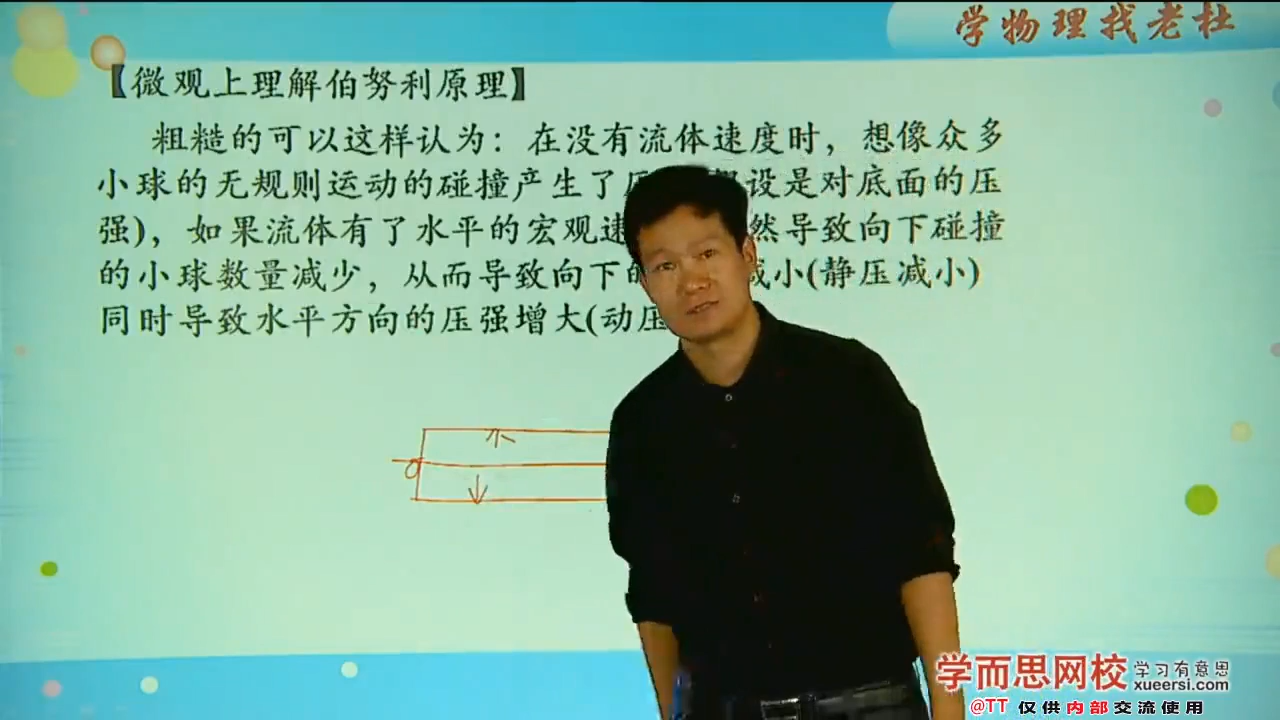 学物理找老杜
【微观上理解伯努利原理】
粗糙的可以这样认为：在没有流体速度时，想像众多
小球的无规则运动的碰撞产生了 设是对底面的压
强)，如果流体有了水平的宏观速 然导致向下碰撞
的小球数量减少，从而导致向下的 减小(静压减小)
同时导致水平方向的压强增大(动压
学而思网校 学习有意思
xueersi.com
@TT 仅供内部交流使用